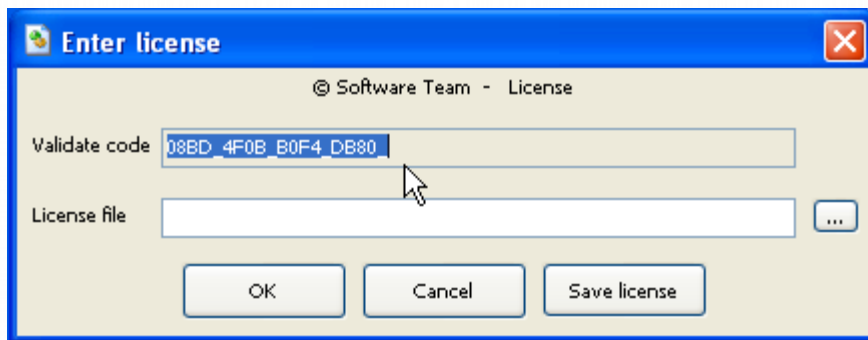 Enter license
© Software Team - License
Validate code 08BD_4F0B_B0F4_DB80_
License file ...
OK Cancel Save license